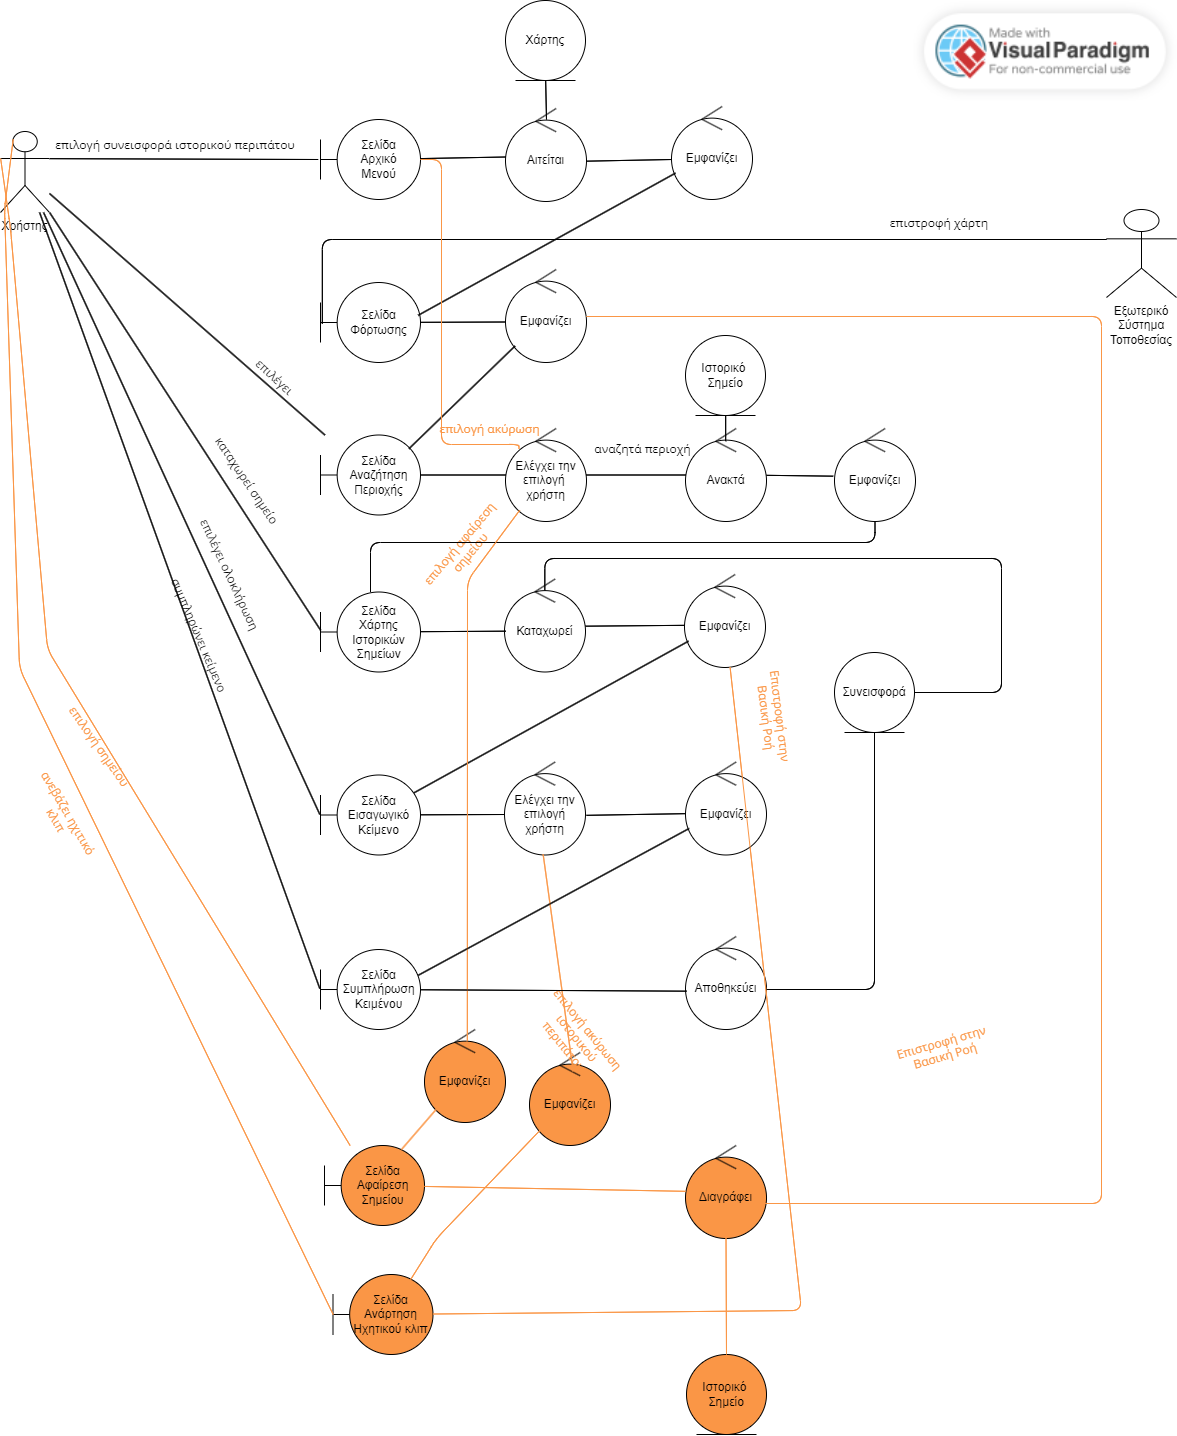 Χάρτης
Made with
Visual Paradigm
For non-commercial use
επιλογή συνεισφορά ιστορικού περιπάτου
Σελίδα
Αρχικό
Μενού
Αιτείται
Εμφανίζει
Χρήστης
επιστροφή χάρτη
Εξωτερικό
Σύστημα
Τοποθεσίας
Σελίδα
Φόρτωσης
Εμφανίζει
επιλέγει
Ιστορικό
Σημείο
επιλογή ακύρωση
αναζητά περιοχή
Σελίδα
Αναζήτηση
Περιοχής
Ελέγχει την
επιλογή
χρήστη
Ανακτά
Εμφανίζει
καταχωρεί σημείο
επιλογή αφαίρεση
σημείου
επιλέγει ολοκλήρωση
συμπληρώνει κείμενο
Σελίδα
Χάρτης
Ιστορικών
Σημείων
Καταχωρεί
Εμφανίζει
Συνεισφορά
Επιστροφή στην
Βασική Ροή
επιλογή σημείου
ανεβάζει ηχιτικό
κλιπ
Σελίδα
Εισαγωγικό
Κείμενο
Ελέγχει την
επιλογή
χρήστη
Εμφανίζει
Σελίδα
Συμπλήρωση
Κειμένου
Αποθηκεύει
επιλογή ακύρωση
ιστορικού
περιπάτου
Επιστροφή στην
Βασική Ροή
Εμφανίζει
Εμφανίζει
Σελίδα
Αφαίρεση
Σημείου
Διαγράφει
Σελίδα
Ανάρτηση
Ηχητικού κλιπ
Ιστορικό
Σημείο